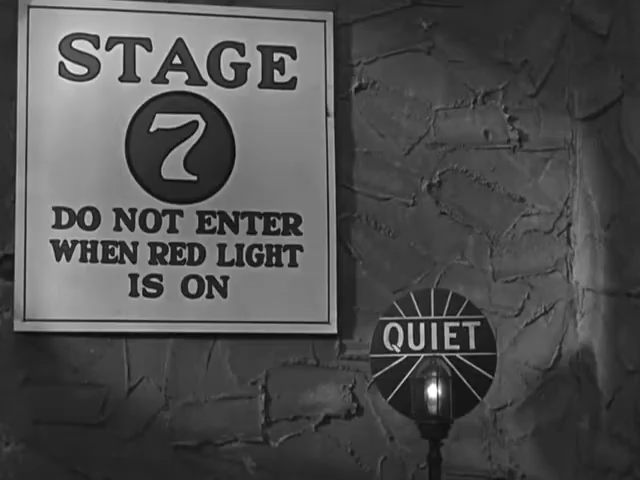 STAGE
7
DO NOT ENTER
WHEN RED LIGHT
IS ON
QUIET